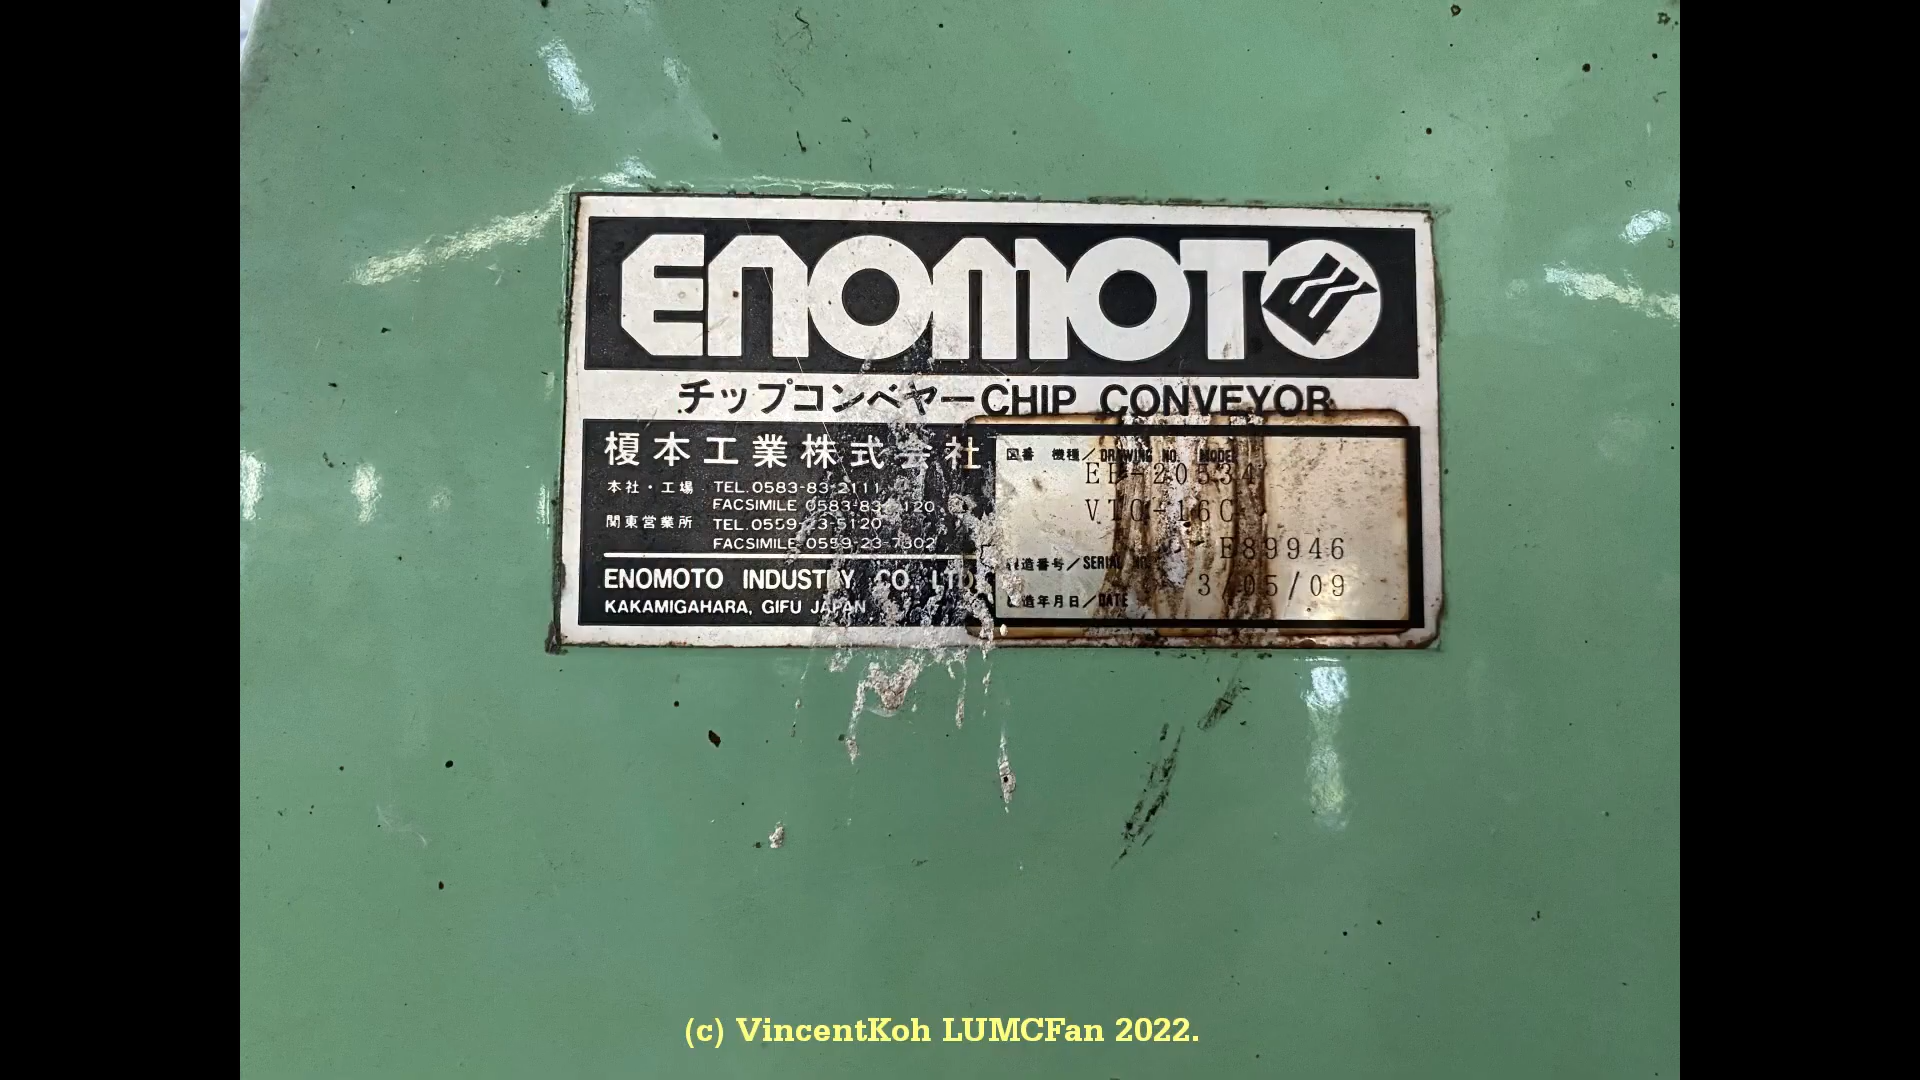 ENOMOTO
チップコンベヤーCHIP CONVEYOR
榎本工業株式会社
本社・工場 TEL.0583-83-2111
FACSIMILE 0583-83-2120
関東営業所 TEL.0559-23-5120
FACSIMILE 0559-23-7302
ENOMOTO INDUSTRY CO. LTD.
KAKAMIGAHARA, GIFU JAPAN
図番 機種/DRAWING NO. MODEL
20534
VTC-16C
E89946
製造番号/SERIAL NO.
3/05/09
製造年月日/DATE
(c) VincentKoh LUMCFan 2022.